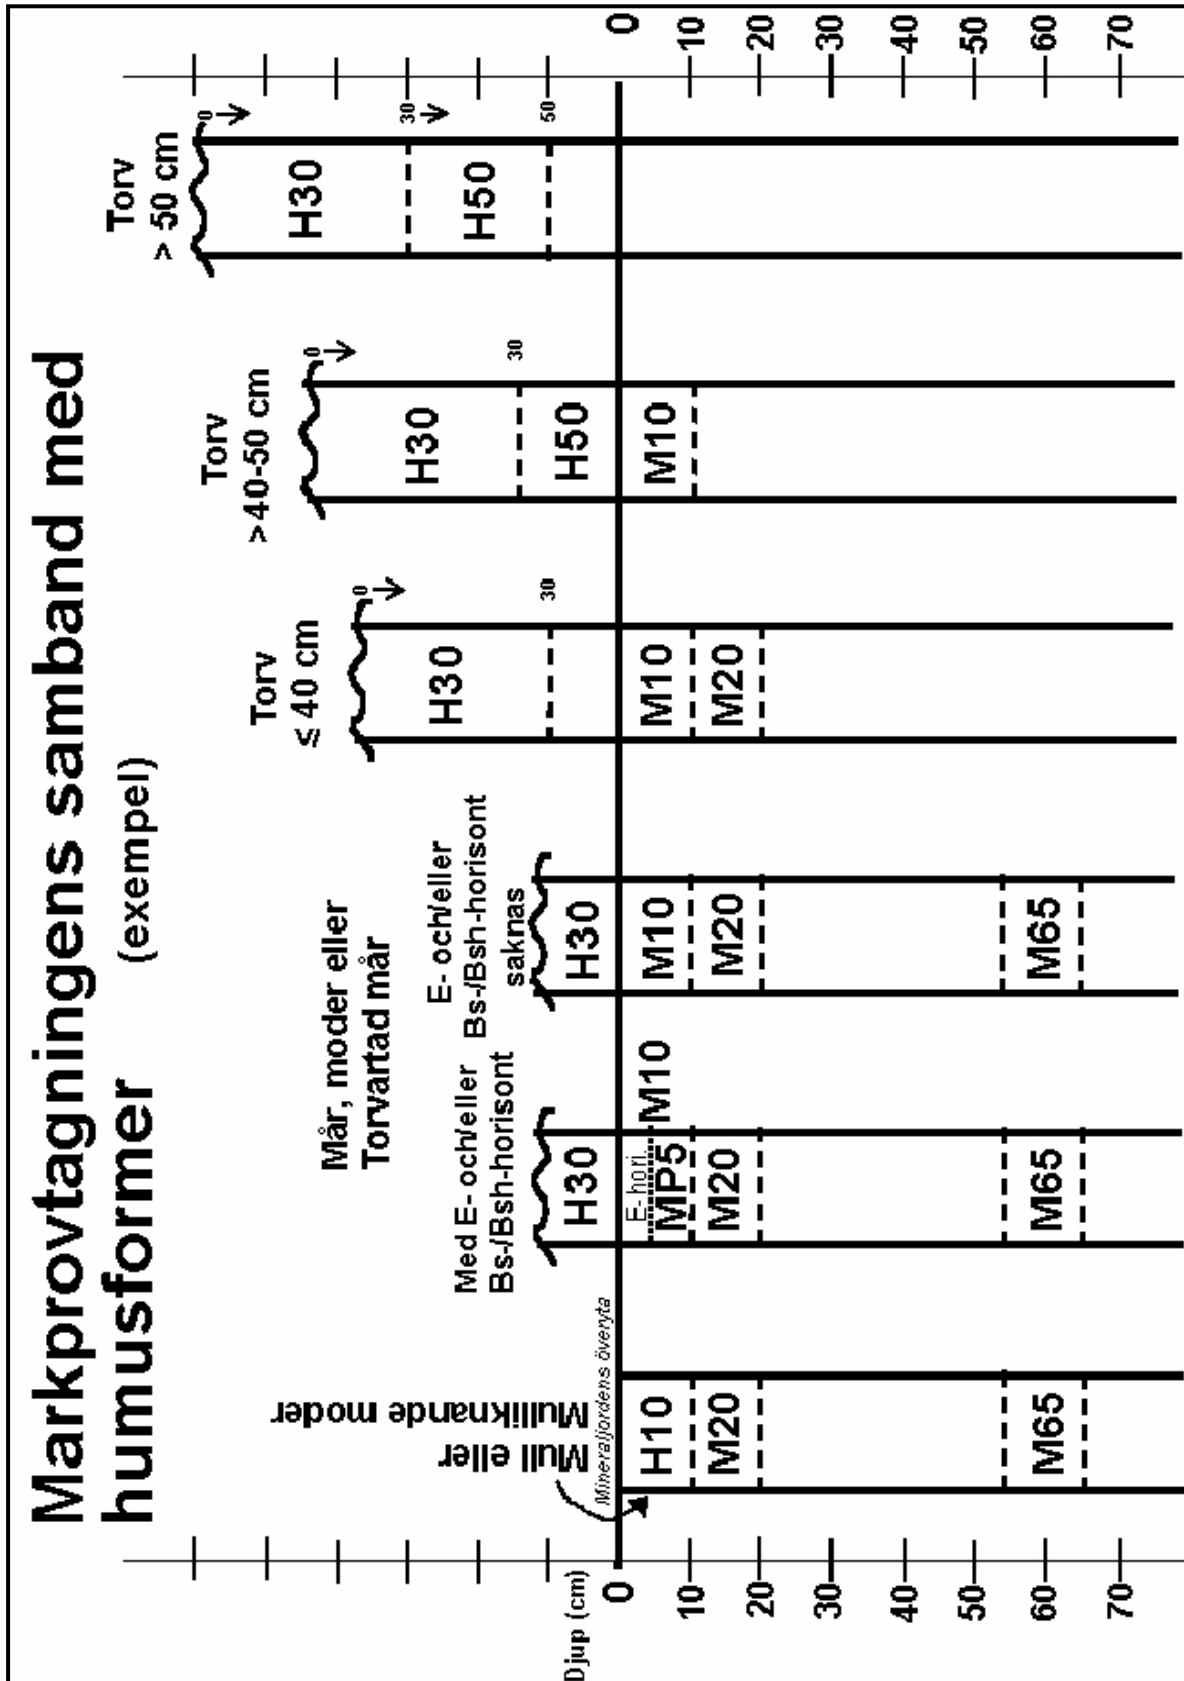 Markprovtagningens samband med
humusformer
(exempel)
Mull eller
Mulliknande moder
Mår, moder eller
Torvartad mår
Med E- och/eller
Bs-/Bsh-horisont
E- och/eller
Bs-/Bsh-horisont
saknas
Torv
≤ 40 cm
Torv
>40-50 cm
Torv
> 50 cm
Djup (cm)
Mineraljordens överyta
0
10
20
30
40
50
60
70
H10
M20
M65
H30
E- hori.
MP5
M10
M20
M65
H30
M10
M20
M65
0
H30
30
M10
M20
0
H30
30
H50
M10
0
H30
30
H50
50
0
10
20
30
40
50
60
70